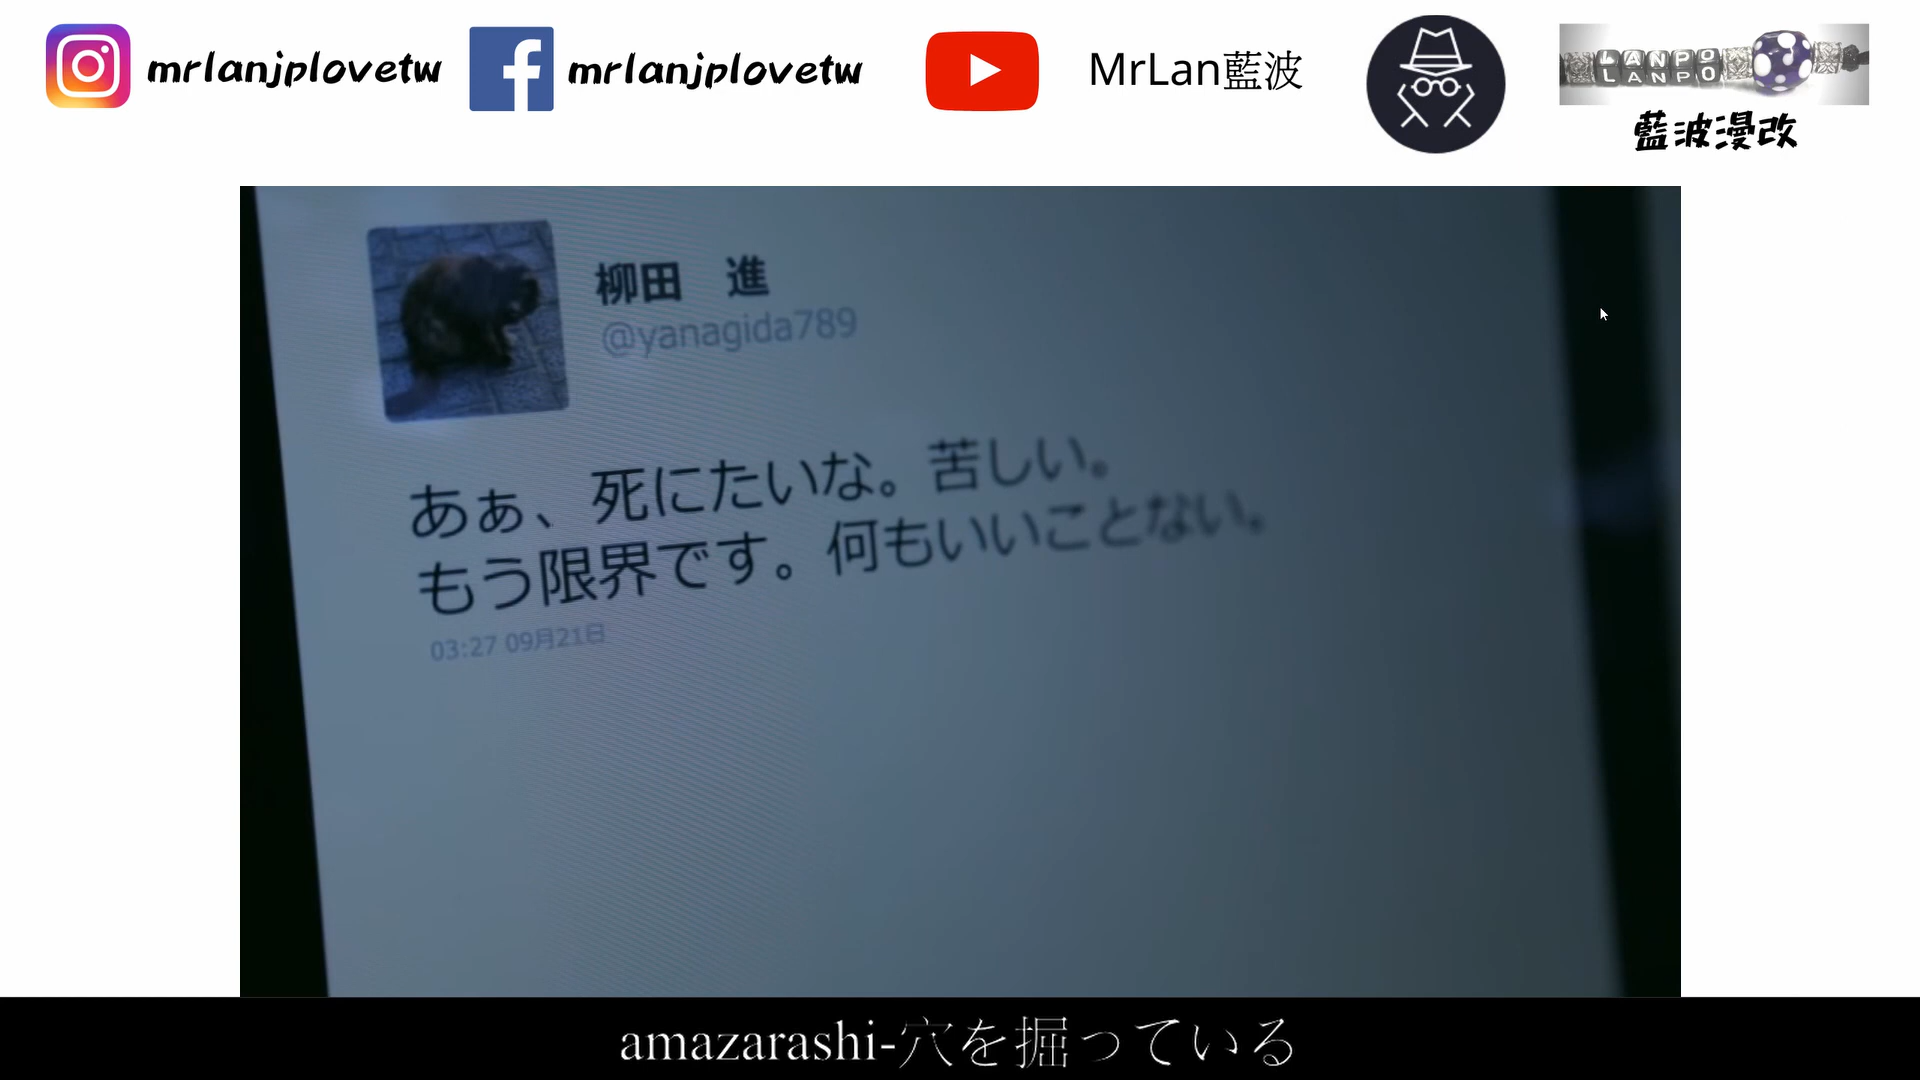 mrlanjplovetw
mrlanjplovetw
MrLan藍波
LANPO
LANPO
藍波漫改
柳田 進
@yanagida789
あぁ、死にたいな。苦しい。
もう限界です。何もいいことない。
03:27 09月21日
amazarashi-穴を掘っている